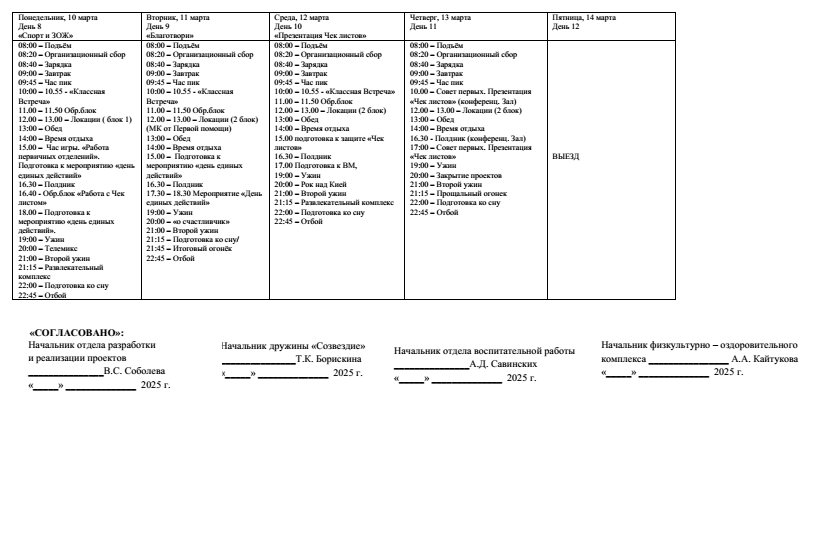 Понедельник, 10 марта
День 8
«Спорт и ЗОЖ»
08:00 – Подъём
08:20 – Организационный сбор
08:40 – Зарядка
09:00 – Завтрак
09:45 – Час пик
10:00 – 10.55 - «Классная
Встреча»
11.00 – 11.50 Обр.блок
12.00 – 13.00 – Локации ( блок 1)
13:00 – Обед
14:00 – Время отдыха
15.00 – Час игры. «Работа
первичных отделений».
Подготовка к мероприятию «день
единых действий»
16.30 – Полдник
16.40 - Обр.блок «Работа с Чек
листом»
18.00 – Подготовка к
мероприятию «день единых
действий».
19:00 – Ужин
20:00 – Телемикс
21:00 – Второй ужин
21:15 – Развлекательный
комплекс
22:00 – Подготовка ко сну
22:45 – Отбой
Вторник, 11 марта
День 9
«Благотвори»
08:00 – Подъём
08:20 – Организационный сбор
08:40 – Зарядка
09:00 – Завтрак
09:45 – Час пик
10:00 – 10.55 - «Классная
Встреча»
11.00 – 11.50 Обр.блок
12.00 – 13.00 – Локации (2 блок)
(МК от Первой помощи)
13:00 – Обед
14:00 – Время отдыха
15.00 – Подготовка к
мероприятию «день единых
действий»
16.30 – Полдник
17.30 – 18.30 Мероприятие «День
единых действий»
19:00 – Ужин
20:00 – «о счастливчик»
21:00 – Второй ужин
21:15 – Подготовка ко сну/
21:45 – Итоговый огонёк
22:45 – Отбой
Среда, 12 марта
День 10
«Презентация Чек листов»
08:00 – Подъём
08:20 – Организационный сбор
08:40 – Зарядка
09:00 – Завтрак
09:45 – Час пик
10:00 – 10.55 - «Классная Встреча»
11.00 – 11.50 Обр.блок
12.00 – 13.00 – Локации (2 блок)
13:00 – Обед
14:00 – Время отдыха
15.00 подготовка к защите «Чек
листов»
16.30 – Полдник
17.00 Подготовка к ВМ,
19:00 – Ужин
20:00 – Рок над Кией
21:00 – Второй ужин
21:15 – Развлекательный комплекс
22:00 – Подготовка ко сну
22:45 – Отбой
Четверг, 13 марта
День 11
08:00 – Подъём
08:20 – Организационный сбор
08:40 – Зарядка
09:00 – Завтрак
09:45 – Час пик
10.00 – Совет первых. Презентация
«Чек листов» (конференц. Зал)
12.00 – 13.00 – Локации (2 блок)
13:00 – Обед
14:00 – Время отдыха
16.30 - Полдник (конференц. Зал)
17:00 – Совет первых. Презентация
«Чек листов»
19:00 – Ужин
20:00 – Закрытие проектов
21:00 – Второй ужин
21:15 – Прощальный огонек
22:00 – Подготовка ко сну
22:45 – Отбой
Пятница, 14 марта
День 12
ВЫЕЗД
«СОГЛАСОВАНО»:
Начальник отдела разработки
и реализации проектов
_______________В.С. Соболева
«_____» ______________ 2025 г.
Начальник дружины «Созвездие»
_______________Т.К. Борискина
«_____» ______________ 2025 г.
Начальник отдела воспитательной работы
_______________А.Д. Савинских
«_____» ______________ 2025 г.
Начальник физкультурно – оздоровительного
комплекса ________________ А.А. Кайтукова
«_____» ______________ 2025 г.